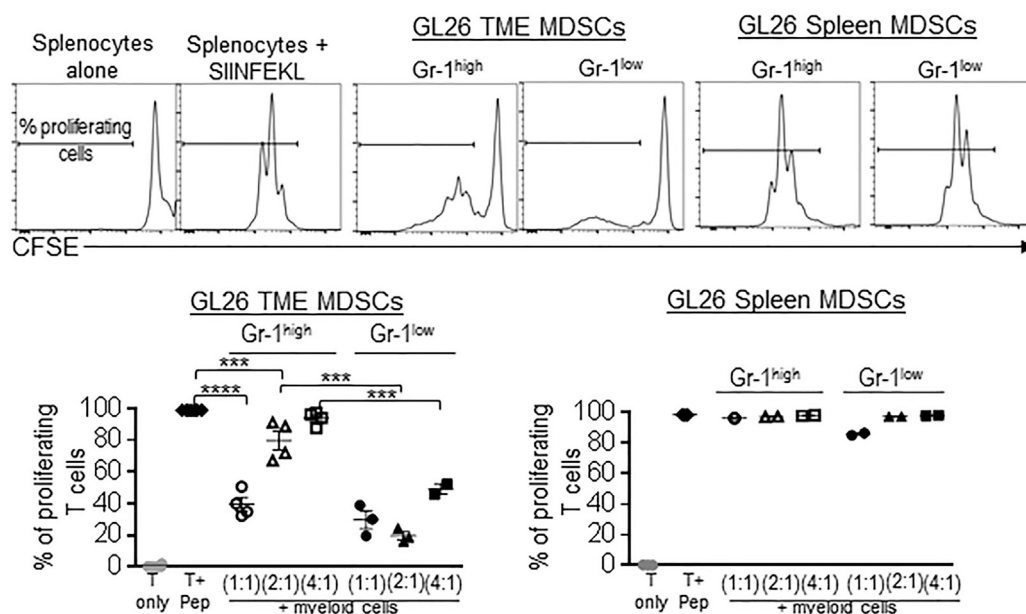 GL26 TME MDSCs
GL26 Spleen MDSCs
Splenocytes alone
Splenocytes + SIINFEKL
Gr-1high
Gr-1low
Gr-1high
Gr-1low
% proliferating cells
CFSE
GL26 TME MDSCs
Gr-1high
Gr-1low
***
****
***
***
% of proliferating
T cells
100
80
60
40
20
0
T only
T+ Pep
(1:1)(2:1)(4:1)
(1:1)(2:1)(4:1)
+ myeloid cells
GL26 Spleen MDSCs
Gr-1high
Gr-1low
% of proliferating
T cells
100
80
60
40
20
0
T only
T+ Pep
(1:1)(2:1)(4:1)
(1:1)(2:1)(4:1)
+ myeloid cells